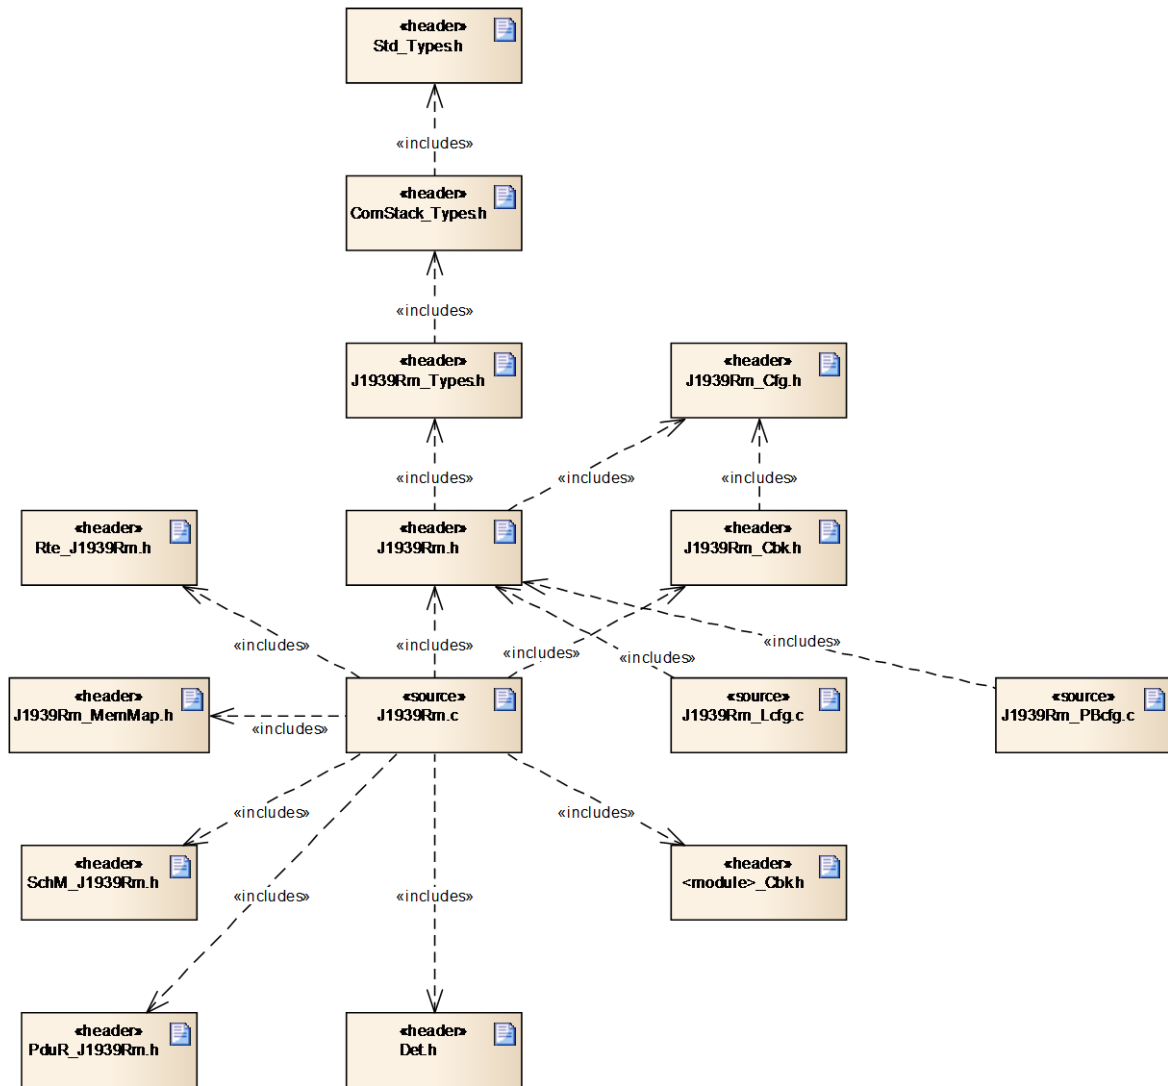 «header»
Std_Types.h
«includes»
«header»
ComStack_Types.h
«includes»
«header»
J1939Rm_Types.h
«header»
J1939Rm_Cfg.h
«includes»
«includes»
«includes»
«header»
Rte_J1939Rm.h
«header»
J1939Rm.h
«header»
J1939Rm_Cbk.h
«includes»
«includes»
«includes»
«includes»
«includes»
«header»
J1939Rm_MemMap.h
«source»
J1939Rm.c
«source»
J1939Rm_Lcfg.c
«source»
J1939Rm_PBcfg.c
«includes»
«includes»
«includes»
«header»
SchM_J1939Rm.h
«header»
<module>_Cbk.h
«includes»
«includes»
«header»
PduR_J1939Rm.h
«header»
Det.h